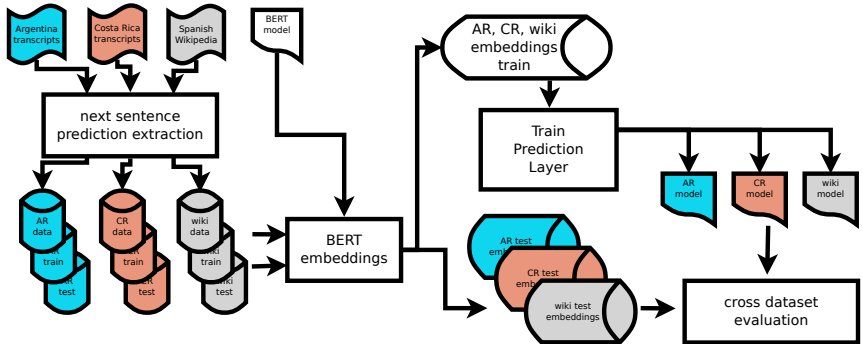 Argentina
transcripts
Costa Rica
transcripts
Spanish
Wikipedia
BERT
model
AR, CR, wiki
embeddings
train
next sentence
prediction extraction
Train
Prediction
Layer
AR
model
CR
model
wiki model
AR
data
CR
data
wiki
data
train
train
train
test
test
test
BERT
embeddings
AR test
CR test
wiki test
embeddings
cross dataset
evaluation